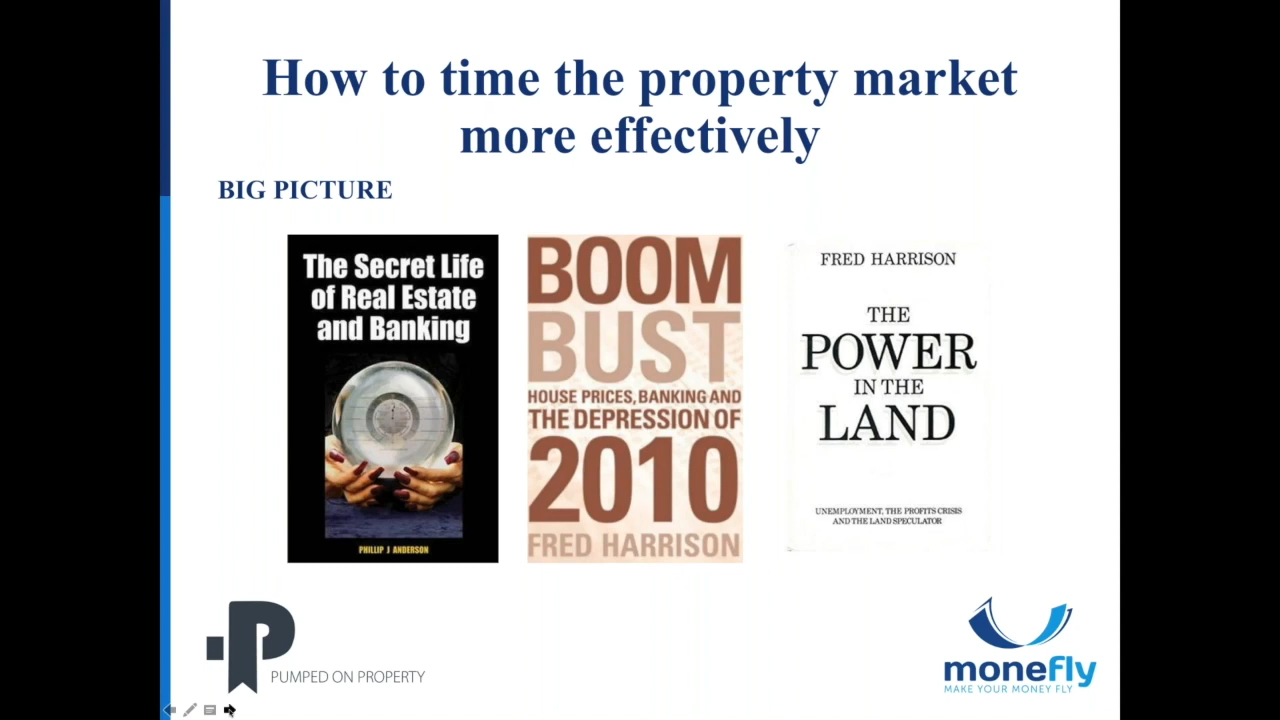 How to time the property market
more effectively
BIG PICTURE
The Secret Life
of Real Estate
and Banking
PHILLIP J ANDERSON
BOOM
BUST
HOUSE PRICES, BANKING AND
THE DEPRESSION OF
2010
FRED HARRISON
FRED HARRISON
THE
POWER
IN THE
LAND
UNEMPLOYMENT, THE PROFITS CRISIS
AND THE LAND SPECULATOR
P
PUMPED ON PROPERTY
monefly
MAKE YOUR MONEY FLY